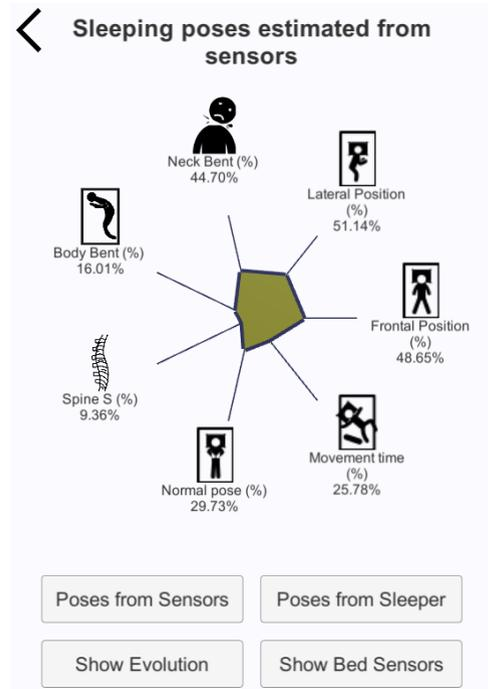 Sleeping poses estimated from
sensors
Neck Bent (%)
44.70%
Lateral Position
(%)
51.14%
Body Bent (%)
16.01%
Frontal Position
(%)
48.65%
Spine S (%)
9.36%
Movement time
(%)
25.78%
Normal pose (%)
29.73%
Poses from Sensors
Poses from Sleeper
Show Evolution
Show Bed Sensors